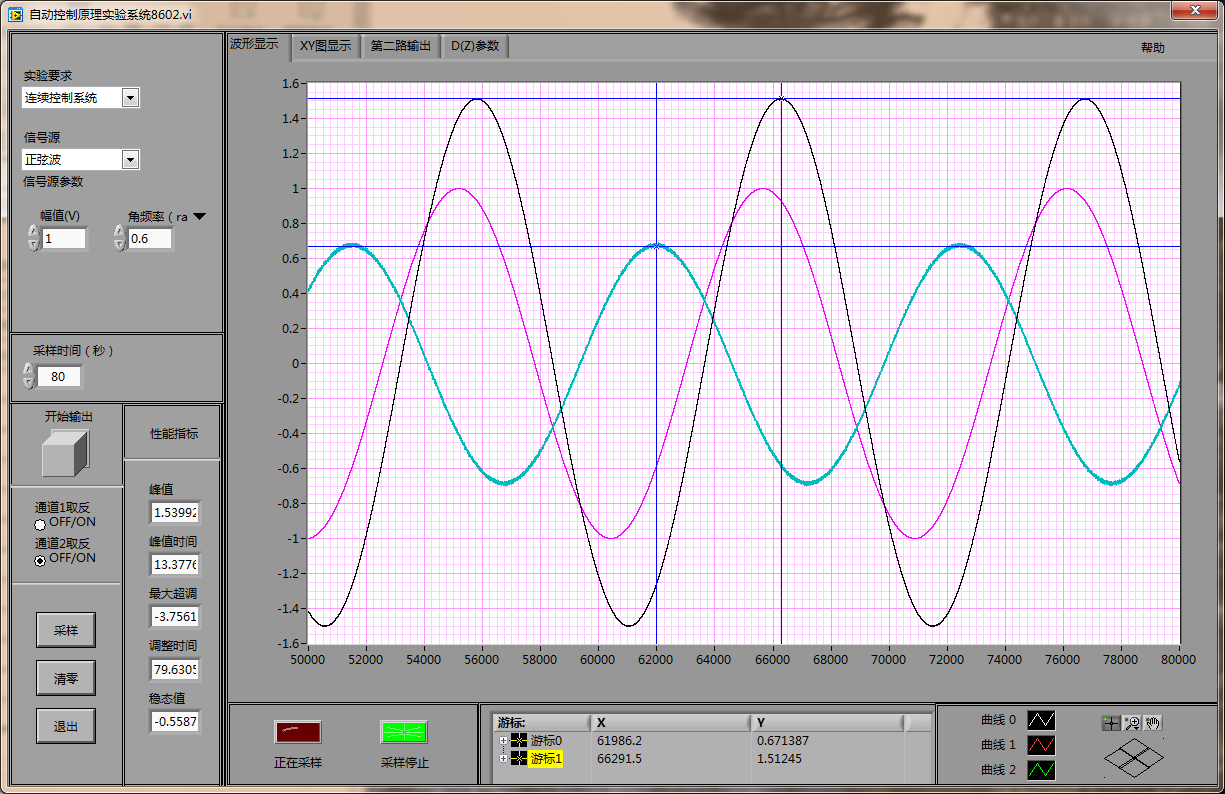 自动控制原理实验系统8602.vi
波形显示 XY图显示 第二路输出 D(Z)参数 帮助
实验要求
连续控制系统
信号源
正弦波
信号源参数
幅值(V) 角频率（ra
1 0.6
采样时间（秒）
80
开始输出
性能指标
通道1取反
OFF/ON
通道2取反
OFF/ON
采样
清零
退出
峰值
1.53992
峰值时间
13.3776
最大超调
-3.7561
调整时间
79.6305
稳态值
-0.5587
1.6
1.4
1.2
1
0.8
0.6
0.4
0.2
0
-0.2
-0.4
-0.6
-0.8
-1
-1.2
-1.4
-1.6
50000 52000 54000 56000 58000 60000 62000 64000 66000 68000 70000 72000 74000 76000 78000 80000
正在采样 采样停止
游标: X Y
游标0 61986.2 0.671387
游标1 66291.5 1.51245
曲线 0
曲线 1
曲线 2